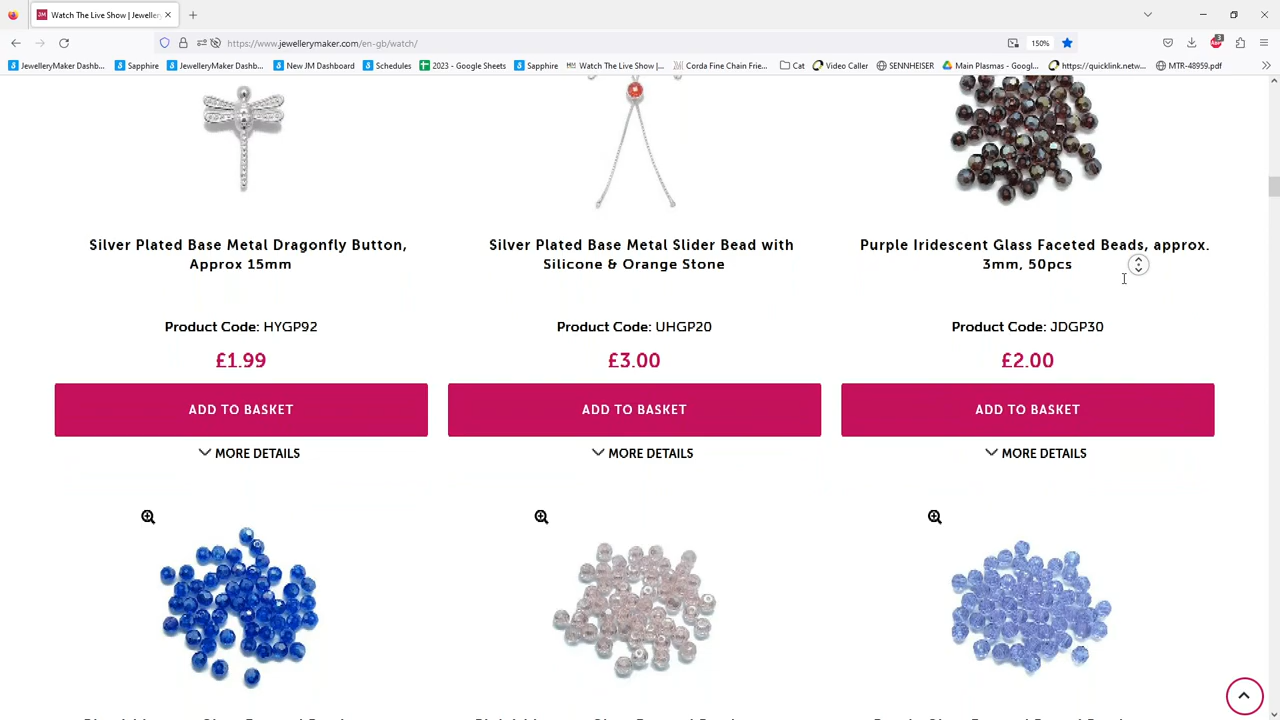 Watch The Live Show | Jeweller
https://www.jewellerymaker.com/en-gb/watch/
150%
3
JewelleryMaker Dashb...
Sapphire
JewelleryMaker Dashb...
New JM Dashboard
Schedules
2023 - Google Sheets
Sapphire
Watch The Live Show |...
Corda Fine Chain Frie...
Cat
Video Caller
SENNHEISER
Main Plasmas - Googl...
https://quicklink.netw...
MTR-48959.pdf
Silver Plated Base Metal Dragonfly Button,
Approx 15mm
Product Code: HYGP92
£1.99
ADD TO BASKET
MORE DETAILS
Silver Plated Base Metal Slider Bead with
Silicone & Orange Stone
Product Code: UHGP20
£3.00
ADD TO BASKET
MORE DETAILS
Purple Iridescent Glass Faceted Beads, approx.
3mm, 50pcs
Product Code: JDGP30
£2.00
ADD TO BASKET
MORE DETAILS